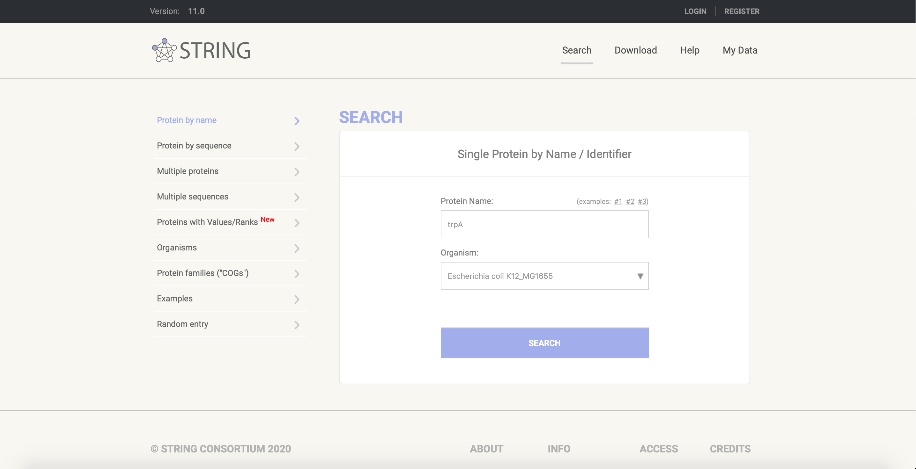 Version: 11.0
LOGIN | REGISTER
STRING
Search Download Help My Data
Protein by name
Protein by sequence
Multiple proteins
Multiple sequences
Proteins with Values/Ranks New
Organisms
Protein families ("COGs")
Examples
Random entry
SEARCH
Single Protein by Name / Identifier
Protein Name: (examples: #1 #2 #3)
trpA
Organism:
Escherichia coli K12_MG1655
SEARCH
© STRING CONSORTIUM 2020
ABOUT INFO ACCESS CREDITS